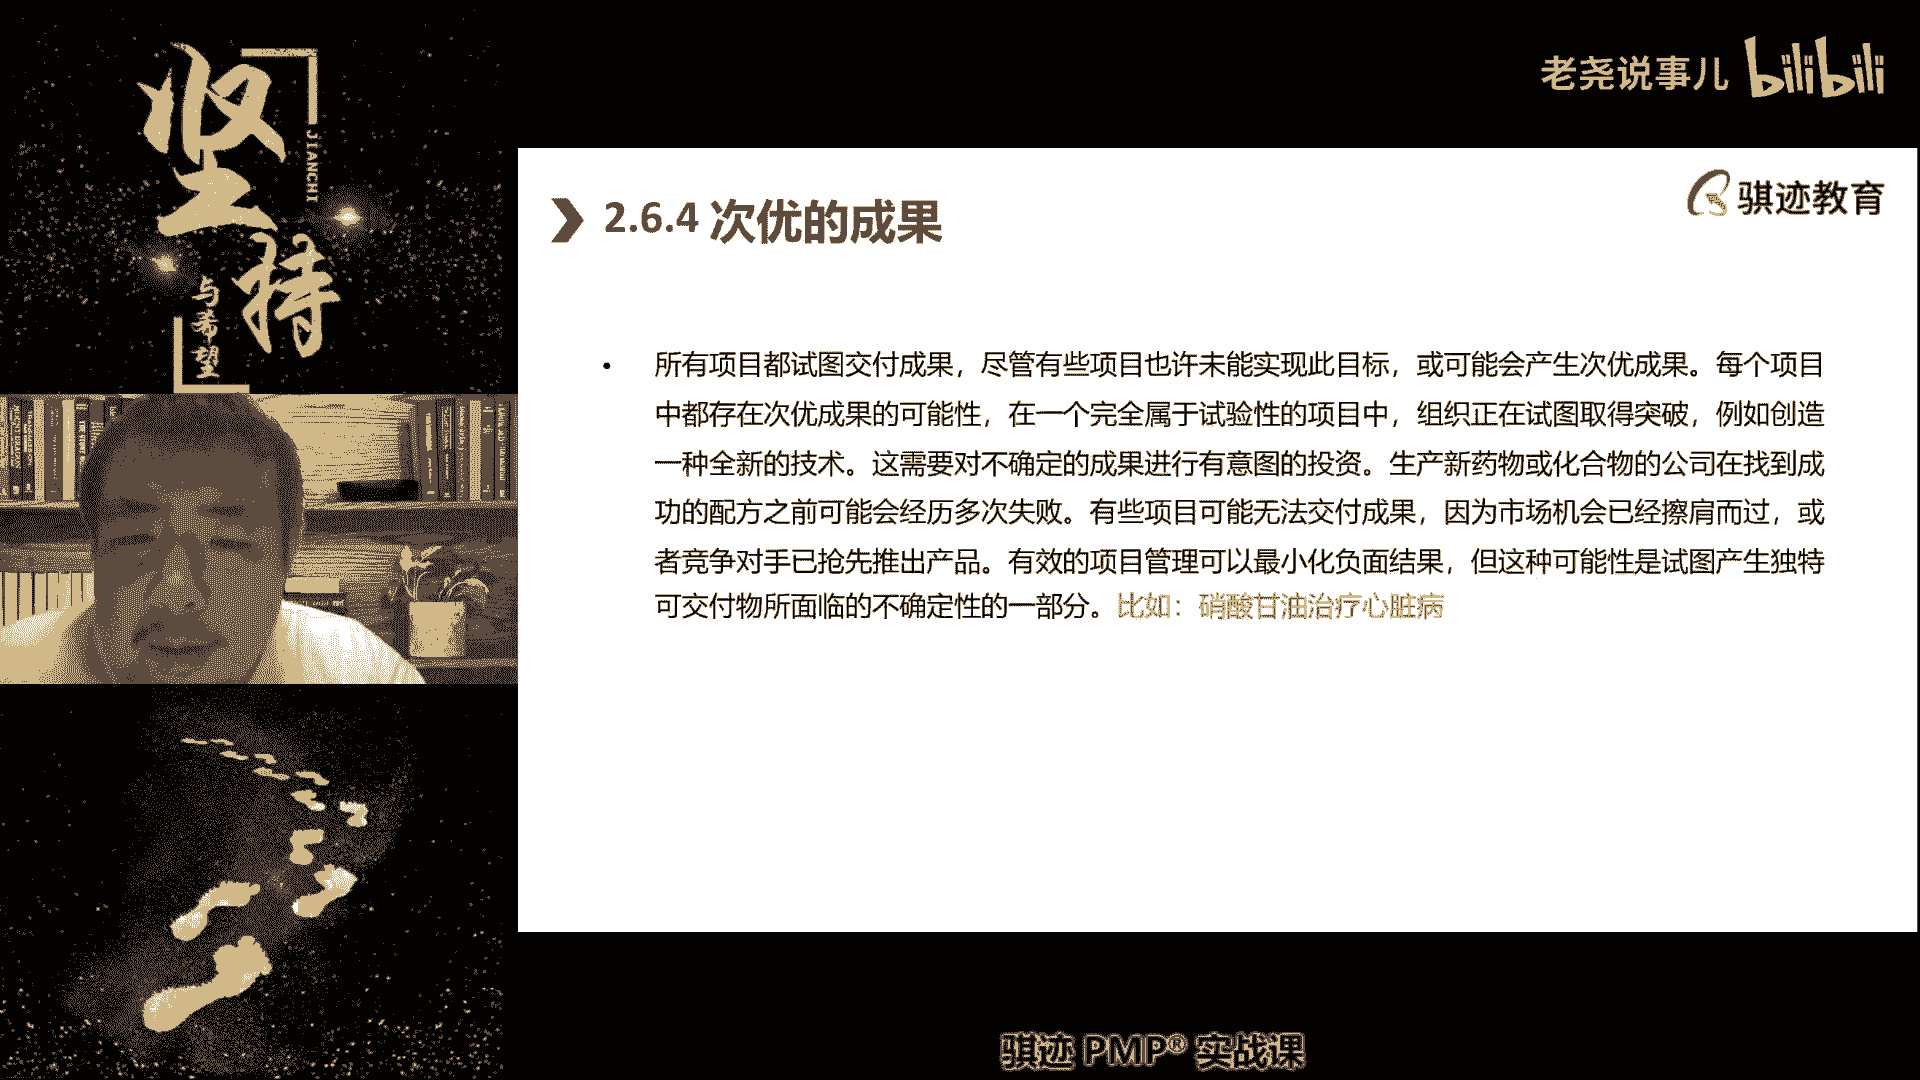 坚持
JIANCHI
与希望
老尧说事儿 bilibili
骐迹教育
2.6.4 次优的成果
• 所有项目都试图交付成果，尽管有些项目也许未能实现此目标，或可能会产生次优成果。每个项目
中都存在次优成果的可能性，在一个完全属于试验性的项目中，组织正在试图取得突破，例如创造
一种全新的技术。这需要对不确定的成果进行有意图的投资。生产新药物或化合物的公司在找到成
功的配方之前可能会经历多次失败。有些项目可能无法交付成果，因为市场机会已经擦肩而过，或
者竞争对手已抢先推出产品。有效的项目管理可以最小化负面结果，但这种可能性是试图产生独特
可交付物所面临的不确定性的一部分。比如：硝酸甘油治疗心脏病
骐迹 PMP® 实战课